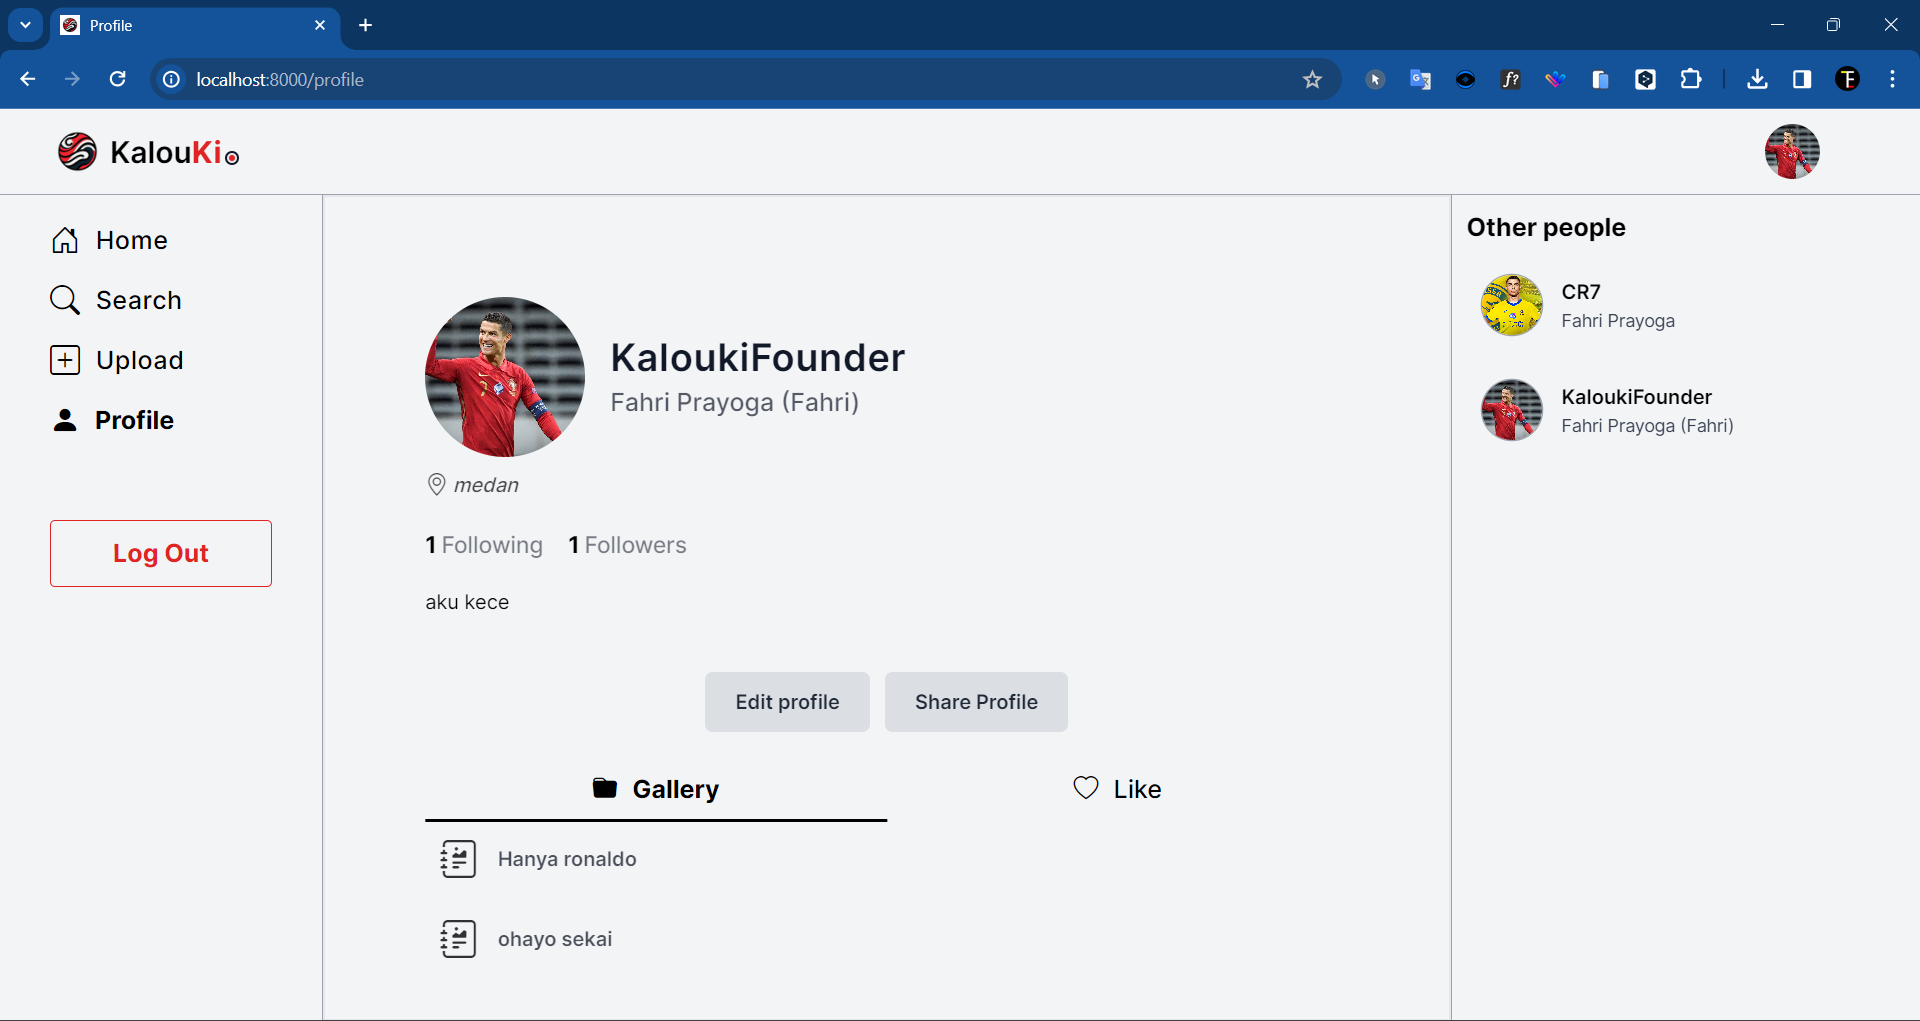 Profile
localhost:8000/profile
KalouKi
Home
Search
Upload
Profile
Log Out
KaloukiFounder
Fahri Prayoga (Fahri)
medan
1 Following 1 Followers
aku kece
Edit profile Share Profile
Gallery Like
Hanya ronaldo
ohayo sekai
Other people
CR7
Fahri Prayoga
KaloukiFounder
Fahri Prayoga (Fahri)